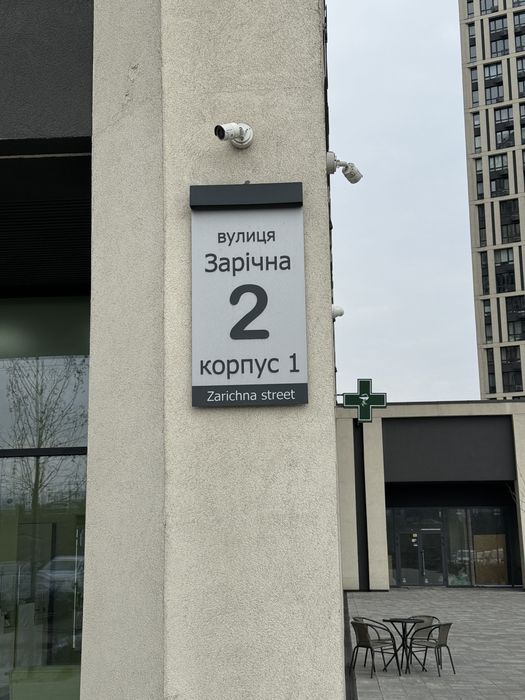 вулиця
Зарічна
2
корпус 1
Zarichna street